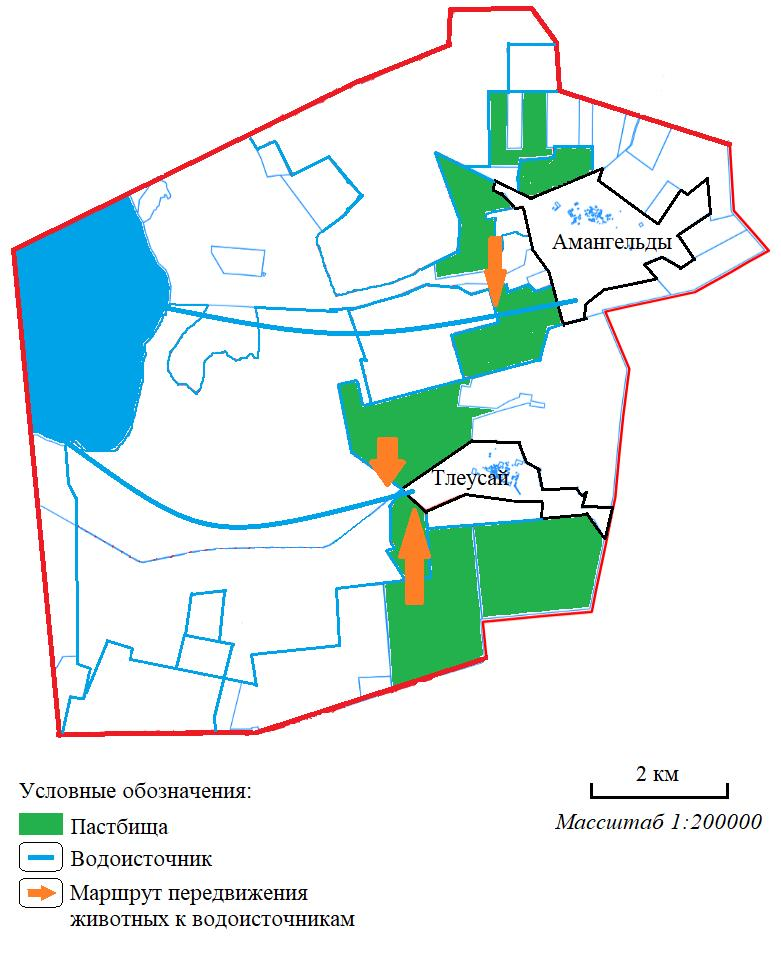 Амангельды
Тлеусай
2 км
Масштаб 1:200000
Условные обозначения:
Пастбища
Водоисточник
Маршрут передвижения
животных к водоисточникам